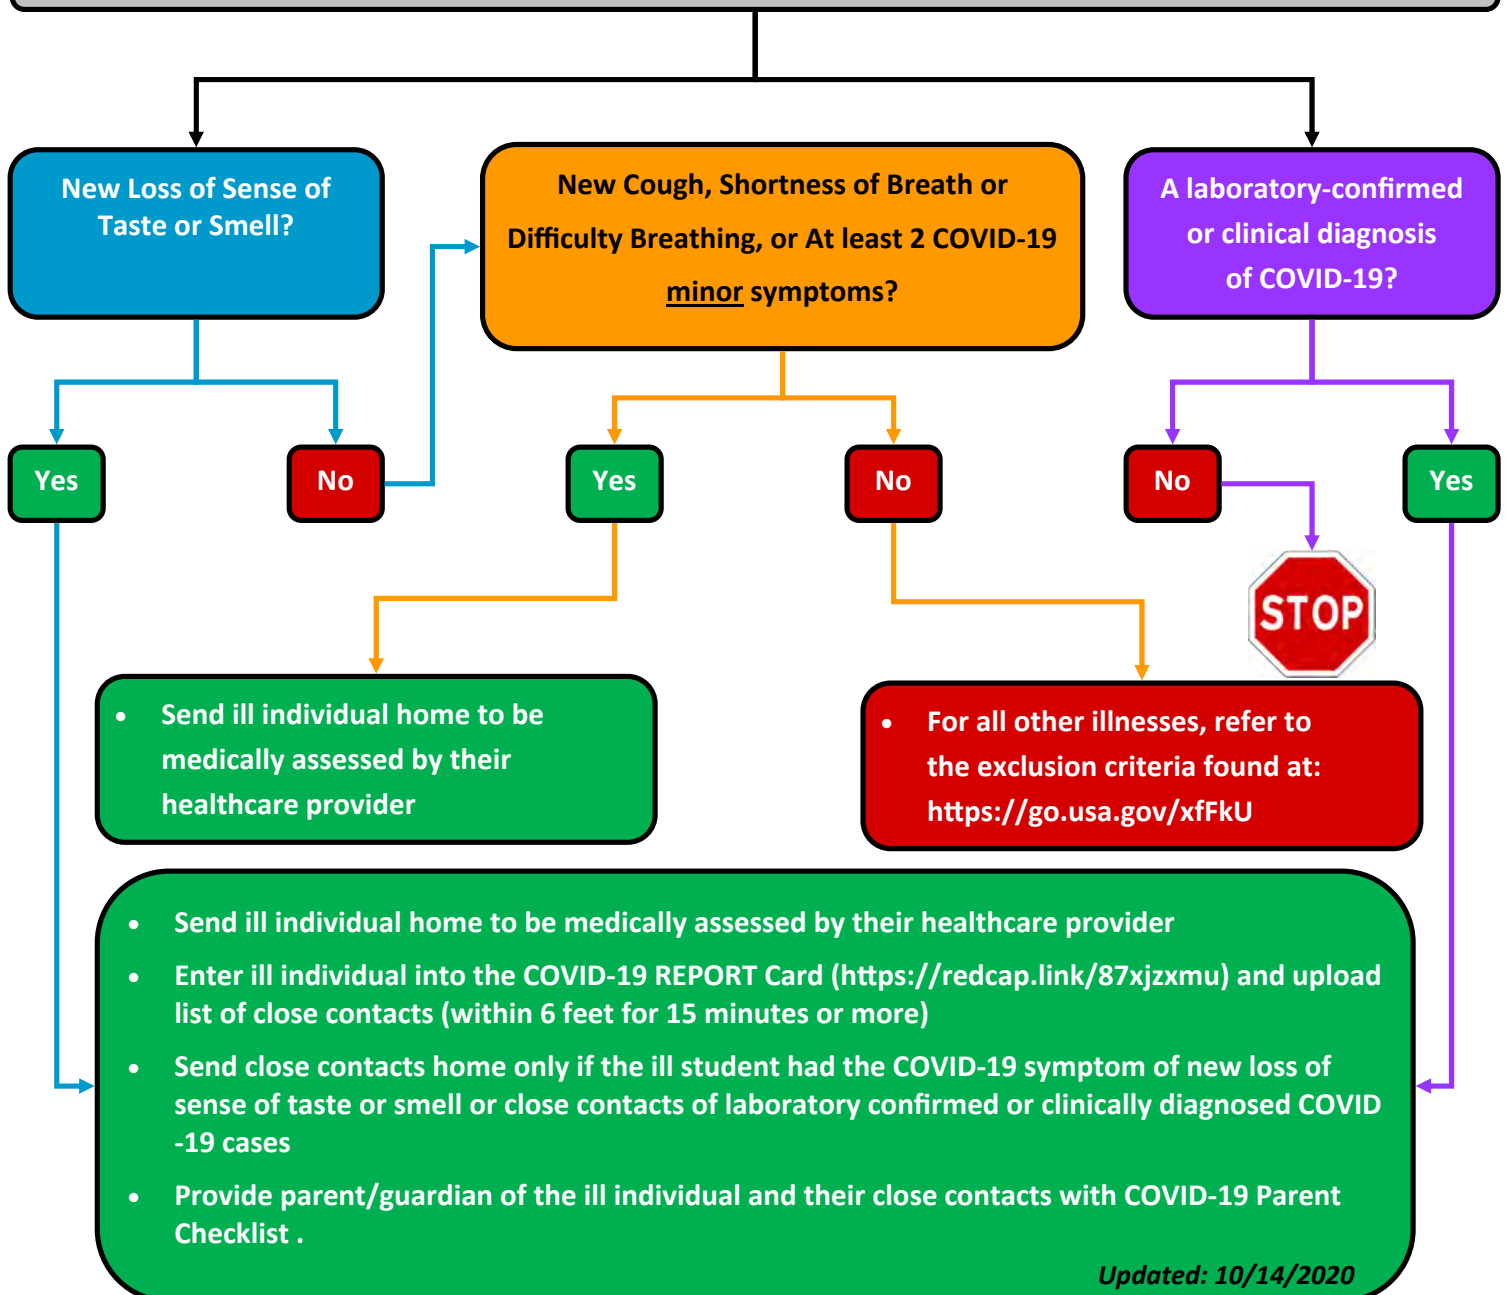 New Loss of Sense of
Taste or Smell?
New Cough, Shortness of Breath or
Difficulty Breathing, or At least 2 COVID-19
minor symptoms?
A laboratory-confirmed
or clinical diagnosis
of COVID-19?
Yes
No
Yes
No
No
Yes
STOP
• Send ill individual home to be
medically assessed by their
healthcare provider
• For all other illnesses, refer to
the exclusion criteria found at:
https://go.usa.gov/xfFkU
• Send ill individual home to be medically assessed by their healthcare provider
• Enter ill individual into the COVID-19 REPORT Card (https://redcap.link/87xjzxmu) and upload
list of close contacts (within 6 feet for 15 minutes or more)
• Send close contacts home only if the ill student had the COVID-19 symptom of new loss of
sense of taste or smell or close contacts of laboratory confirmed or clinically diagnosed COVID
-19 cases
• Provide parent/guardian of the ill individual and their close contacts with COVID-19 Parent
Checklist .
Updated: 10/14/2020